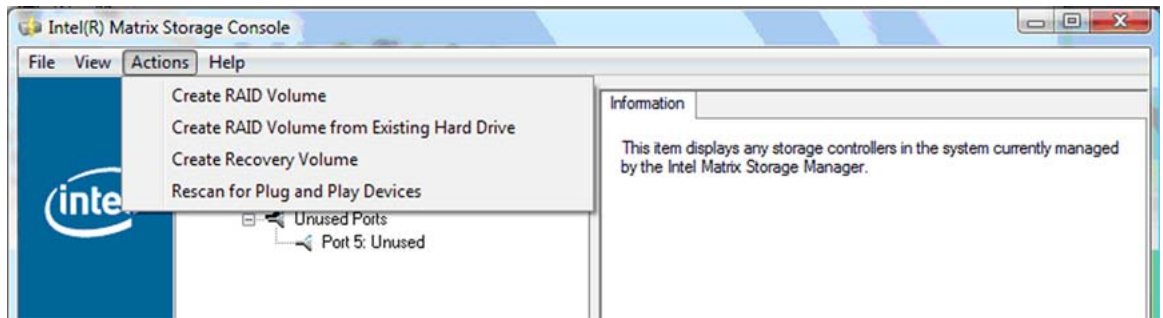 Intel(R) Matrix Storage Console
File View Actions Help
Create RAID Volume
Create RAID Volume from Existing Hard Drive
Create Recovery Volume
Rescan for Plug and Play Devices
Unused Ports
Port 5: Unused
Information
This item displays any storage controllers in the system currently managed
by the Intel Matrix Storage Manager.
inte